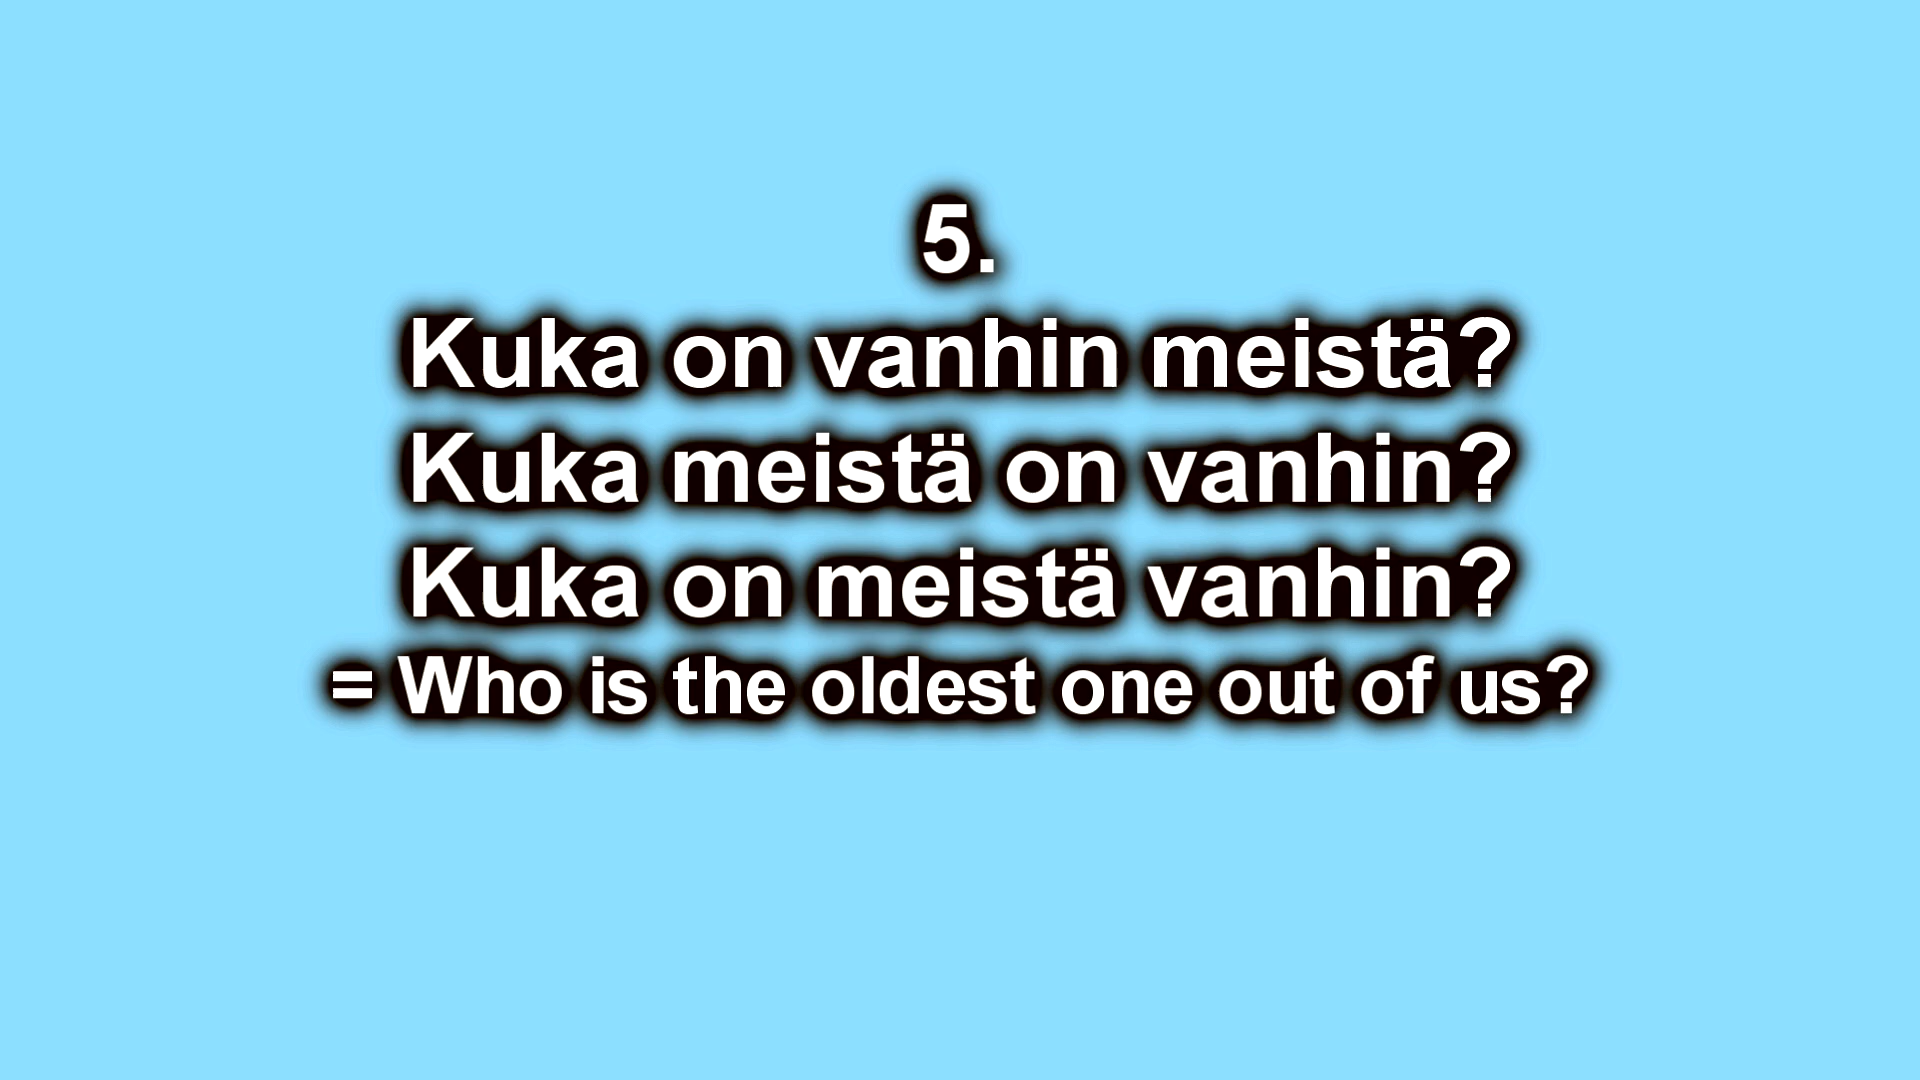 5.
Kuka on vanhin meistä?
Kuka meistä on vanhin?
Kuka on meistä vanhin?
= Who is the oldest one out of us?